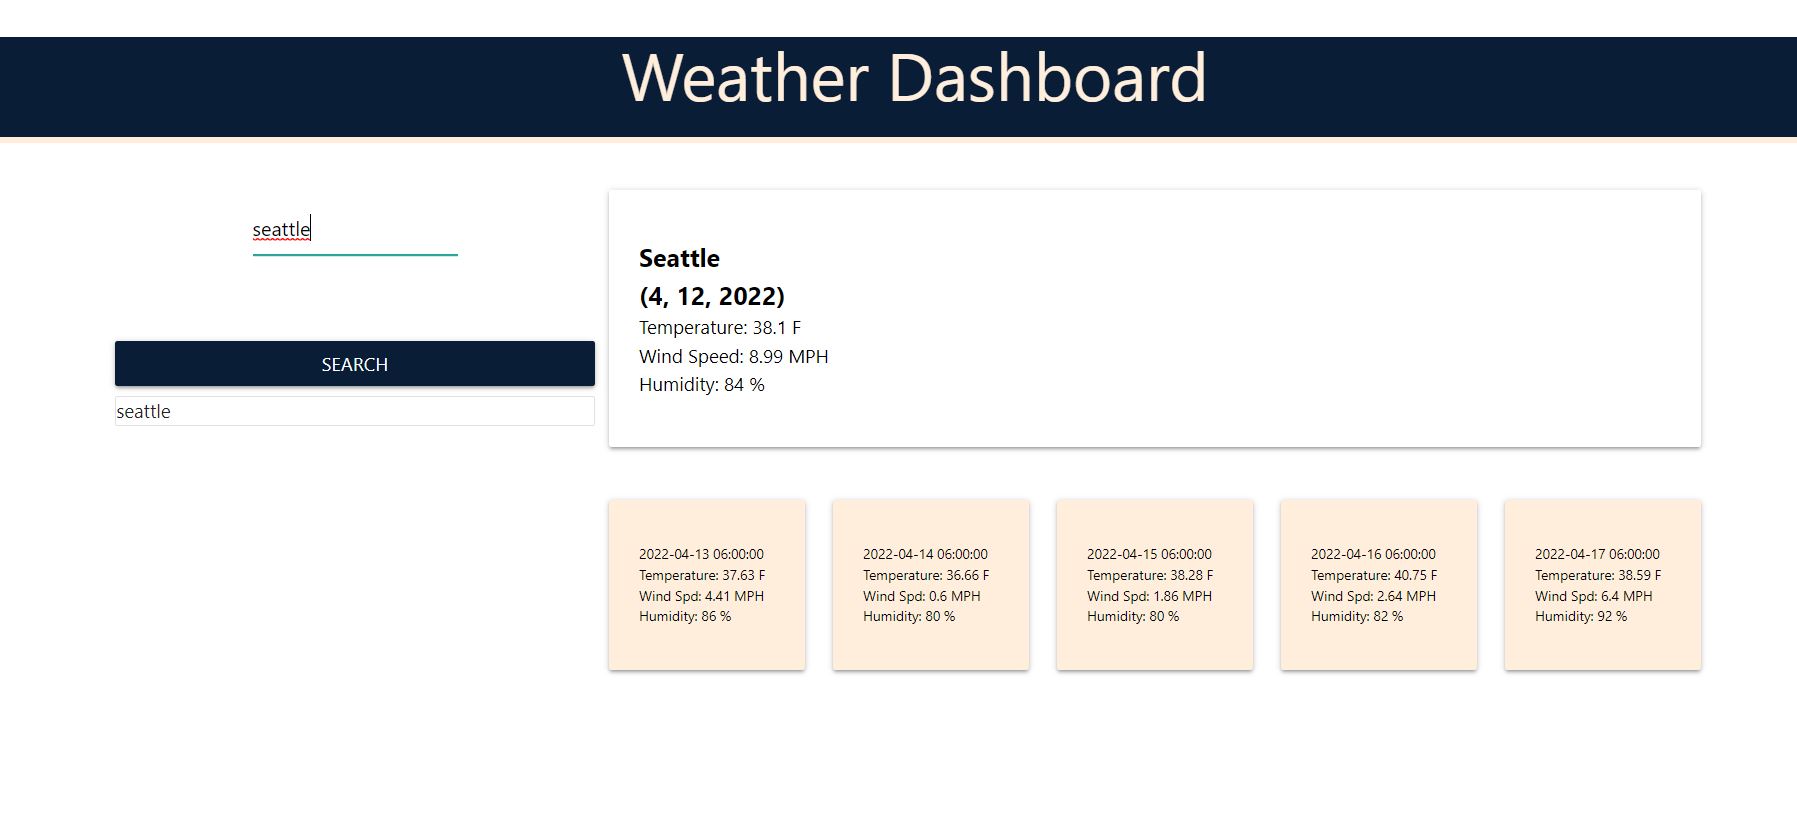 Weather Dashboard
seattle
SEARCH
seattle
Seattle
(4, 12, 2022)
Temperature: 38.1 F
Wind Speed: 8.99 MPH
Humidity: 84 %
2022-04-13 06:00:00
Temperature: 37.63 F
Wind Spd: 4.41 MPH
Humidity: 86 %
2022-04-14 06:00:00
Temperature: 36.66 F
Wind Spd: 0.6 MPH
Humidity: 80 %
2022-04-15 06:00:00
Temperature: 38.28 F
Wind Spd: 1.86 MPH
Humidity: 80 %
2022-04-16 06:00:00
Temperature: 40.75 F
Wind Spd: 2.64 MPH
Humidity: 82 %
2022-04-17 06:00:00
Temperature: 38.59 F
Wind Spd: 6.4 MPH
Humidity: 92 %